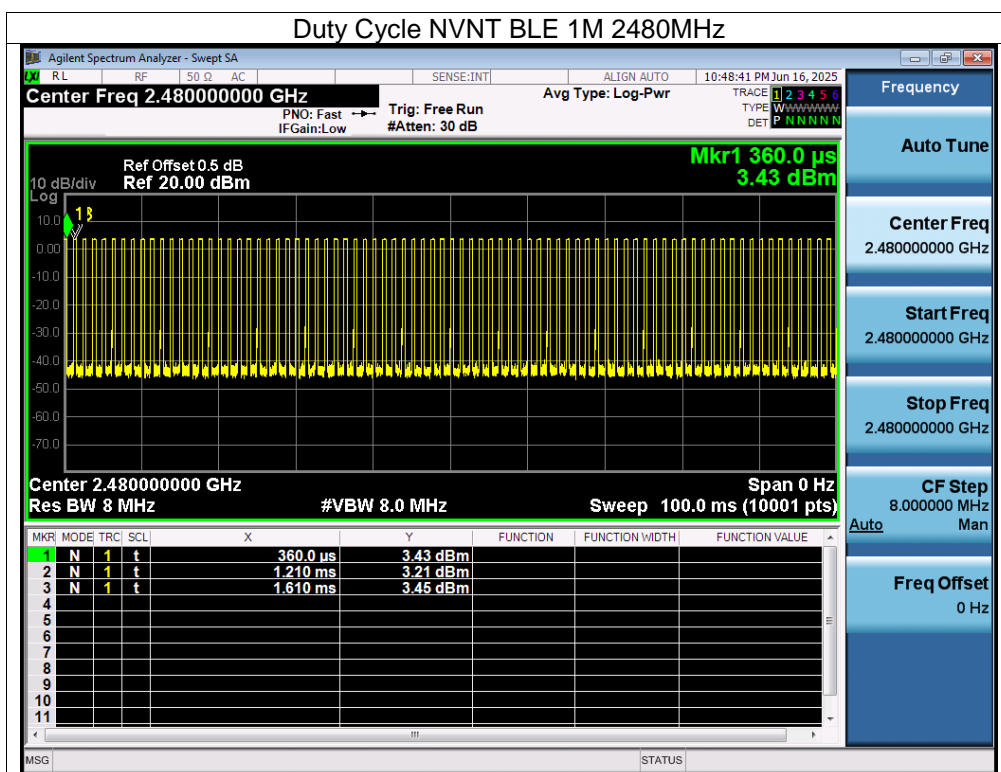 Duty Cycle NVNT BLE 1M 2480MHz
Agilent Spectrum Analyzer - Swept SA
LXI RL RF 50 Ω AC SENSE:INT ALIGN AUTO 10:48:41 PM Jun 16, 2025
Center Freq 2.480000000 GHz
PNO: Fast
IFGain:Low
Trig: Free Run
#Atten: 30 dB
Avg Type: Log-Pwr
TRACE 1 2 3 4 5 6
TYPE WWWWWW
DET P N N N N N
Ref Offset 0.5 dB
10 dB/div Ref 20.00 dBm
Log
Mkr1 360.0 µs
3.43 dBm
10.0
0.00
-10.0
-20.0
-30.0
-40.0
-50.0
-60.0
-70.0
1 3
Center 2.480000000 GHz Span 0 Hz
Res BW 8 MHz #VBW 8.0 MHz Sweep 100.0 ms (10001 pts)
MKR MODE TRC SCL X Y FUNCTION FUNCTION WIDTH FUNCTION VALUE
1 N 1 t 360.0 µs 3.43 dBm
2 N 1 t 1.210 ms 3.21 dBm
3 N 1 t 1.610 ms 3.45 dBm
4
5
6
7
8
9
10
11
MSG STATUS
Frequency
Auto Tune
Center Freq
2.480000000 GHz
Start Freq
2.480000000 GHz
Stop Freq
2.480000000 GHz
CF Step
8.000000 MHz
Auto Man
Freq Offset
0 Hz